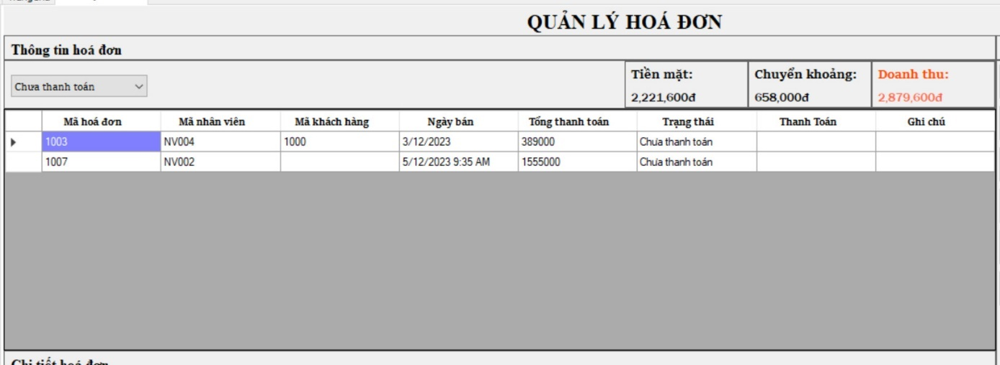 QUẢN LÝ HOÁ ĐƠN
Thông tin hoá đơn
Chưa thanh toán
Tiền mặt: Chuyển khoảng: Doanh thu:
2,221,600đ 658,000đ 2,879,600đ
Mã hoá đơn Mã nhân viên Mã khách hàng Ngày bán Tổng thanh toán Trạng thái Thanh Toán Ghi chú
1003 NV004 1000 3/12/2023 389000 Chưa thanh toán
1007 NV002 5/12/2023 9:35 AM 1555000 Chưa thanh toán
Chi tiết hoá đơn